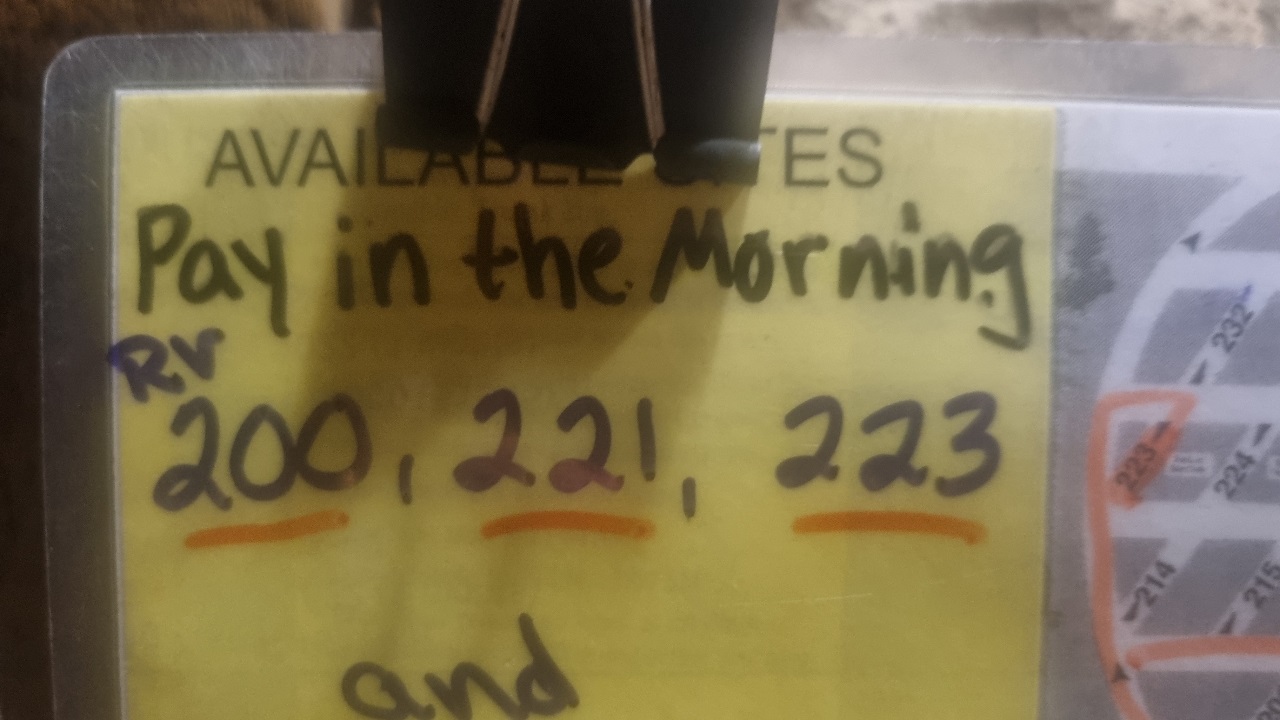 AVAILABLE SITES
Pay in the Morning
RV
200, 221, 223
and
232
223
224
214
215